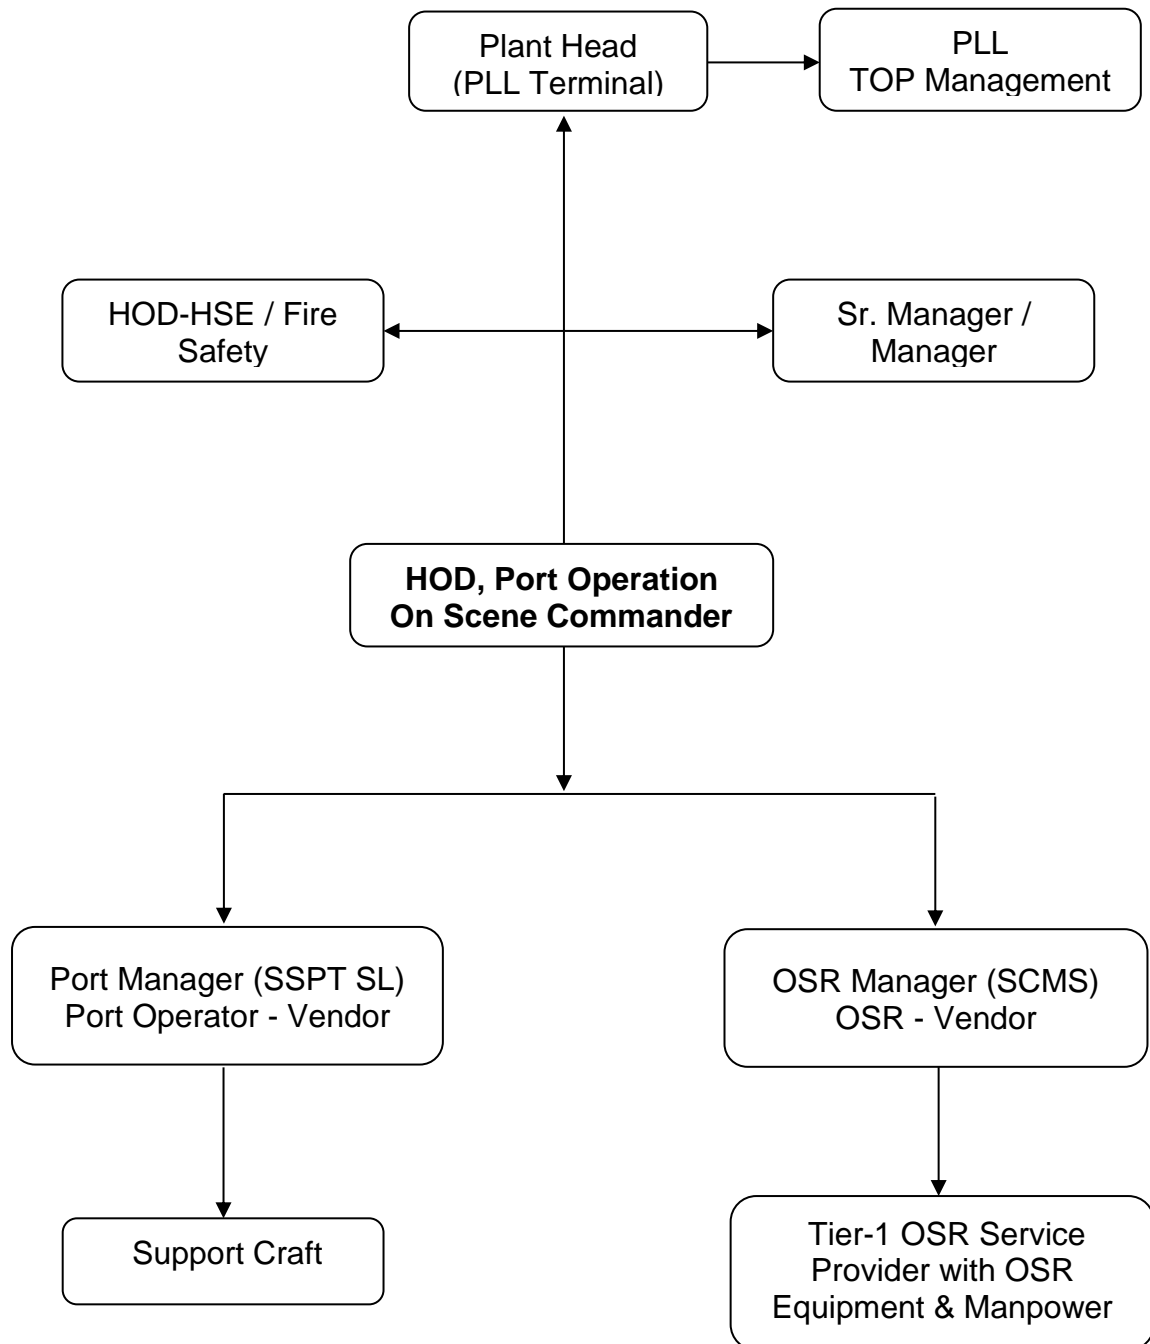 Plant Head
(PLL Terminal)
PLL
TOP Management
HOD-HSE / Fire
Safety
Sr. Manager /
Manager
HOD, Port Operation
On Scene Commander
Port Manager (SSPT SL)
Port Operator - Vendor
OSR Manager (SCMS)
OSR - Vendor
Support Craft
Tier-1 OSR Service
Provider with OSR
Equipment & Manpower